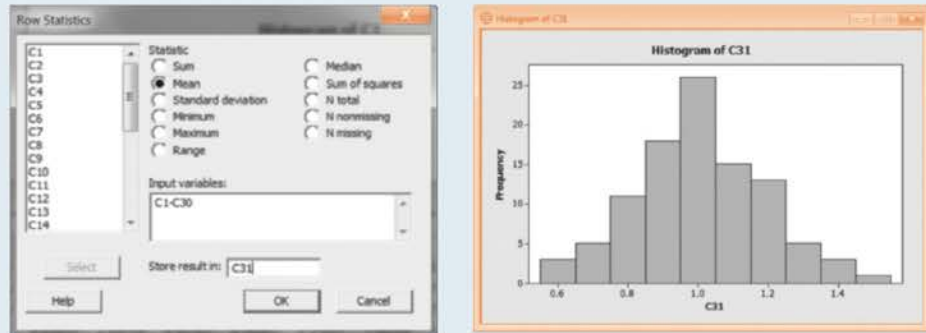 Row Statistics
C1
C2
C3
C4
C5
C6
C7
C8
C9
C10
C11
C12
C13
C14
Statistic
Sum
Mean
Standard deviation
Minimum
Maximum
Range
Median
Sum of squares
N total
N nonmissing
N missing
Input variables:
C1-C30
Select
Store result in: C31
Help
OK
Cancel
Histogram of C31
Histogram of C31
Frequency
25
20
15
10
5
0
0.6 0.8 1.0 1.2 1.4
C31